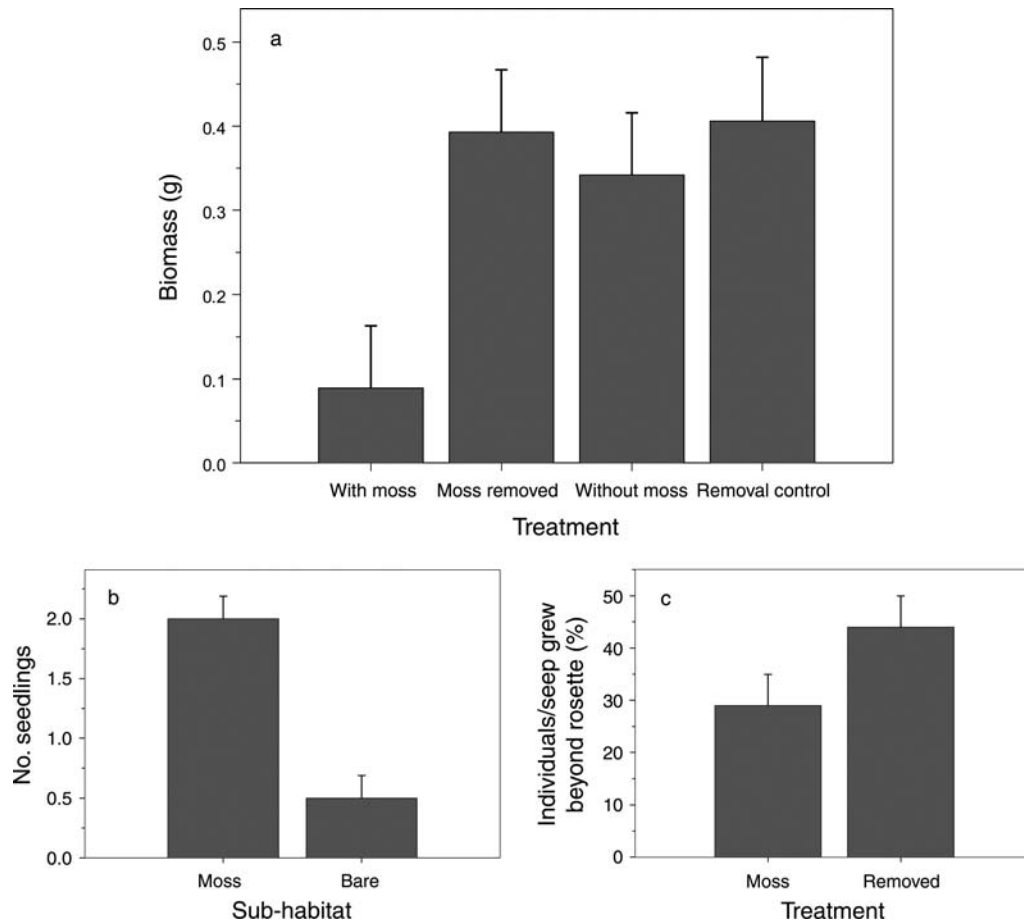 a
0.5
0.4
0.3
0.2
0.1
0.0
Biomass (g)
With moss Moss removed Without moss Removal control
Treatment
b
2.0
1.5
1.0
0.5
0.0
No. seedlings
Moss Bare
Sub-habitat
c
50
40
30
20
10
0
Individuals/seep grew
beyond rosette (%)
Moss Removed
Treatment